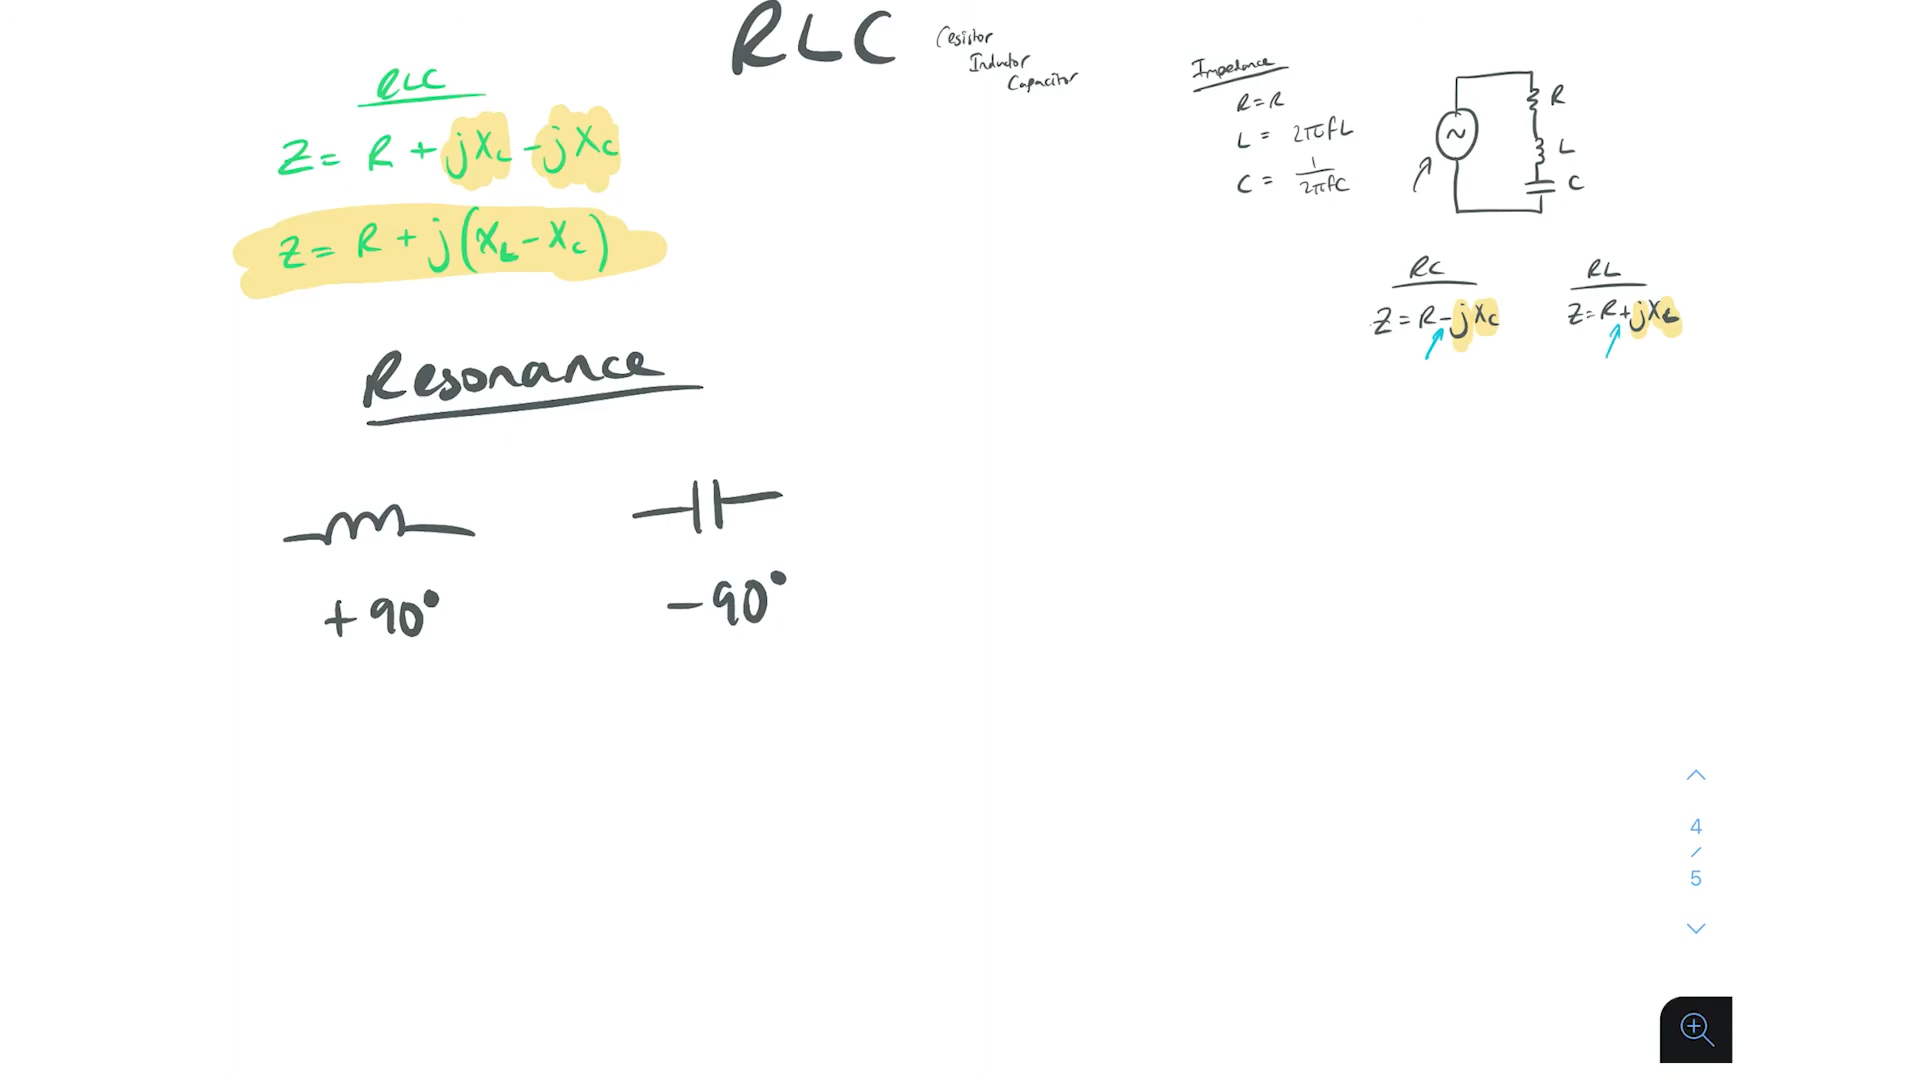 RLC
resistor
Inductor
Capacitor
RLC
Z = R + jXL - jXC
Z = R + j(XL - XC)
Resonance
+90°
-90°
Impedance
R = R
L = 2πfL
C = 1/2πfC
~
R
L
C
RC
Z = R - jXC
RL
Z = R + jXL
4
/
5